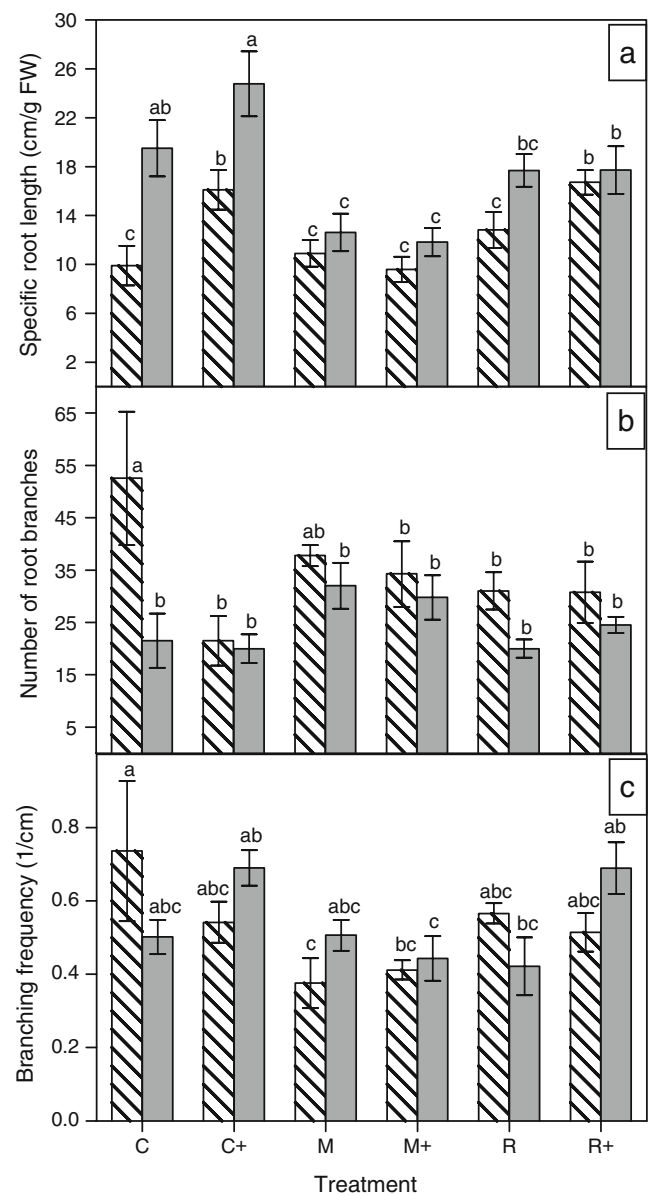 Specific root length (cm/g FW)
30
26
22
18
14
10
6
2
a
c
ab
b
a
c
c
c
c
c
bc
b
b
Number of root branches
65
55
45
35
25
15
5
b
a
b
b
b
ab
b
b
b
b
b
b
b
Branching frequency (1/cm)
0.8
0.6
0.4
0.2
0.0
c
a
abc
abc
ab
c
abc
bc
c
abc
bc
abc
ab
C C+ M M+ R R+
Treatment